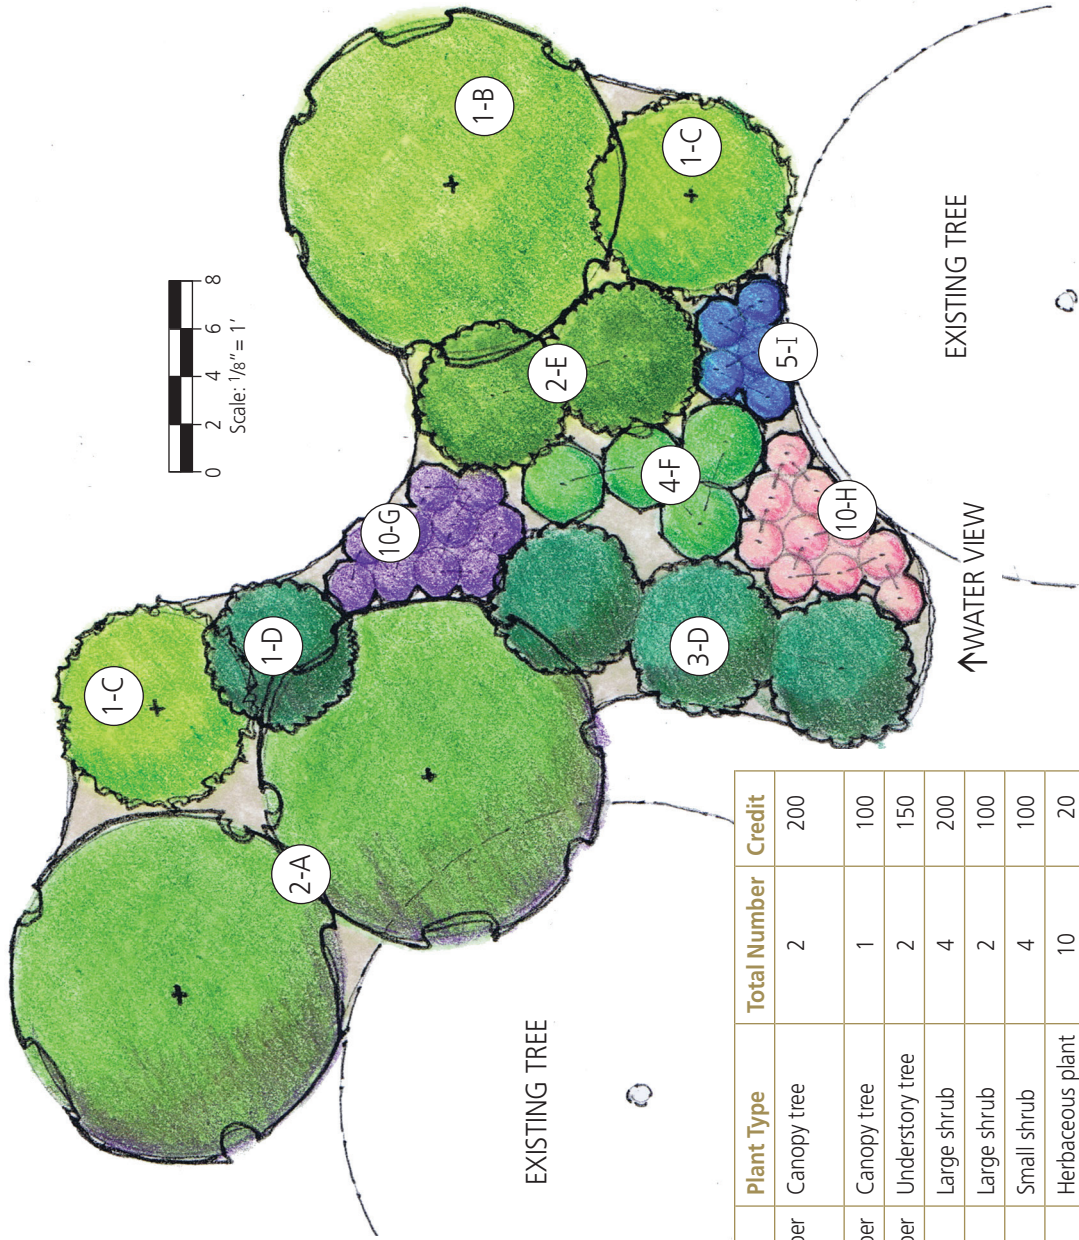 1-B
1-C
EXISTING TREE
0 2 4 6 8
Scale: 1/8" = 1'
2-E
5-I
4-F
10-G
10-H
↑WATER VIEW
1-C
1-D
3-D
2-A
EXISTING TREE
Plant Type Total Number Credit
Canopy tree 2 200
Canopy tree 1 100
Understory tree 2 150
Large shrub 4 200
Large shrub 2 100
Small shrub 4 100
Herbaceous plant 10 20